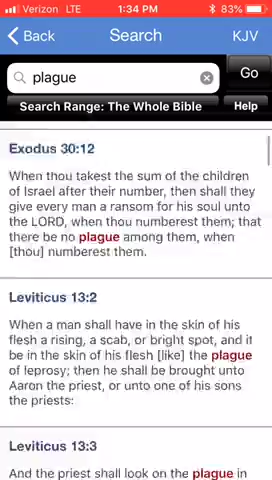 Verizon LTE 1:34 PM 83%
Back Search KJV
plague Go
Search Range: The Whole Bible Help
Exodus 30:12
When thou takest the sum of the children
of Israel after their number, then shall they
give every man a ransom for his soul unto
the LORD, when thou numberest them; that
there be no plague among them, when
[thou] numberest them.
Leviticus 13:2
When a man shall have in the skin of his
flesh a rising, a scab, or bright spot, and it
be in the skin of his flesh [like] the plague
of leprosy; then he shall be brought unto
Aaron the priest, or unto one of his sons
the priests:
Leviticus 13:3
And the priest shall look on the plague in